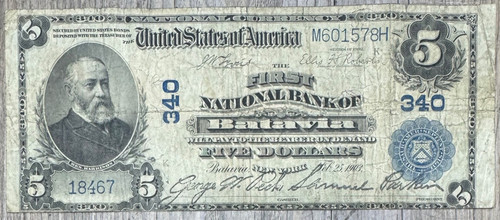 NATIONAL CURRENCY
SECURED BY UNITED STATES BONDS
DEPOSITED WITH THE TREASURER OF THE
United States of America
M601578H
5
5
THE
FIRST
NATIONAL BANK OF
Batavia
WILL PAY TO THE BEARER ON DEMAND
FIVE DOLLARS
340
340
Batavia NEW YORK
18467
5
5